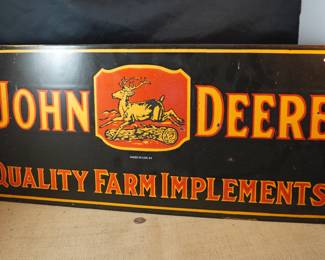 JOHN DEERE
QUALITY FARM IMPLEMENTS